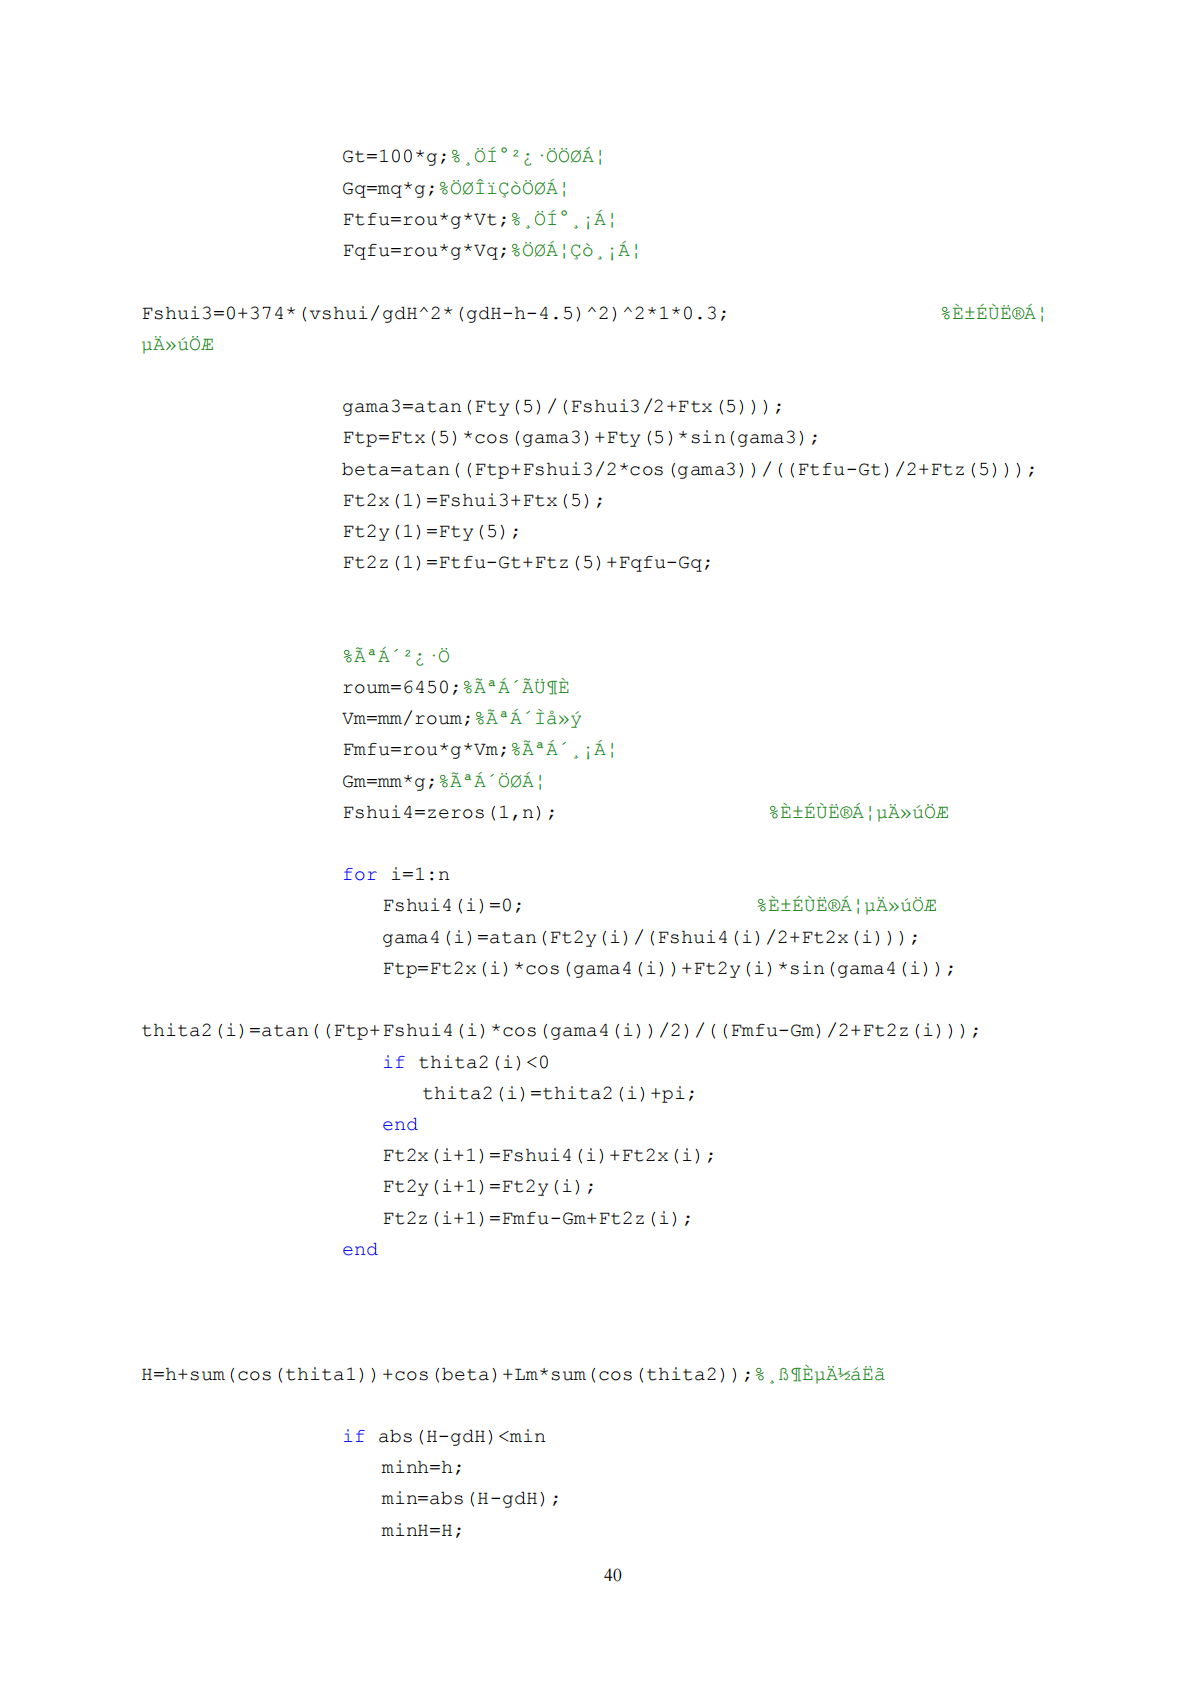 Gt=100*g;%¸ÖÍ°²¿·ÖÖØÁ¦
Gq=mq*g;%ÖØÎïÇòÖØÁ¦
Ftfu=rou*g*Vt;%¸ÖÍ°¸¡Á¦
Fqfu=rou*g*Vq;%ÖØÁ¦Çò¸¡Á¦
Fshui3=0+374*(vshui/gdH^2*(gdH-h-4.5)^2)^2*1*0.3; %È±ÉÙË®Á¦
µÄ»úÖÆ
gama3=atan(Fty(5)/(Fshui3/2+Ftx(5)));
Ftp=Ftx(5)*cos(gama3)+Fty(5)*sin(gama3);
beta=atan((Ftp+Fshui3/2*cos(gama3))/((Ftfu-Gt)/2+Ftz(5)));
Ft2x(1)=Fshui3+Ftx(5);
Ft2y(1)=Fty(5);
Ft2z(1)=Ftfu-Gt+Ftz(5)+Fqfu-Gq;
%ÃªÁ´²¿·Ö
roum=6450;%ÃªÁ´ÃÜ¶È
Vm=mm/roum;%ÃªÁ´Ìå»ý
Fmfu=rou*g*Vm;%ÃªÁ´¸¡Á¦
Gm=mm*g;%ÃªÁ´ÖØÁ¦
Fshui4=zeros(1,n); %È±ÉÙË®Á¦µÄ»úÖÆ
for i=1:n
Fshui4(i)=0; %È±ÉÙË®Á¦µÄ»úÖÆ
gama4(i)=atan(Ft2y(i)/(Fshui4(i)/2+Ft2x(i)));
Ftp=Ft2x(i)*cos(gama4(i))+Ft2y(i)*sin(gama4(i));
thita2(i)=atan((Ftp+Fshui4(i)*cos(gama4(i))/2)/((Fmfu-Gm)/2+Ft2z(i)));
if thita2(i)<0
thita2(i)=thita2(i)+pi;
end
Ft2x(i+1)=Fshui4(i)+Ft2x(i);
Ft2y(i+1)=Ft2y(i);
Ft2z(i+1)=Fmfu-Gm+Ft2z(i);
end
H=h+sum(cos(thita1))+cos(beta)+Lm*sum(cos(thita2));%¸ß¶ÈµÄ½áËã
if abs(H-gdH)<min
minh=h;
min=abs(H-gdH);
minH=H;
40